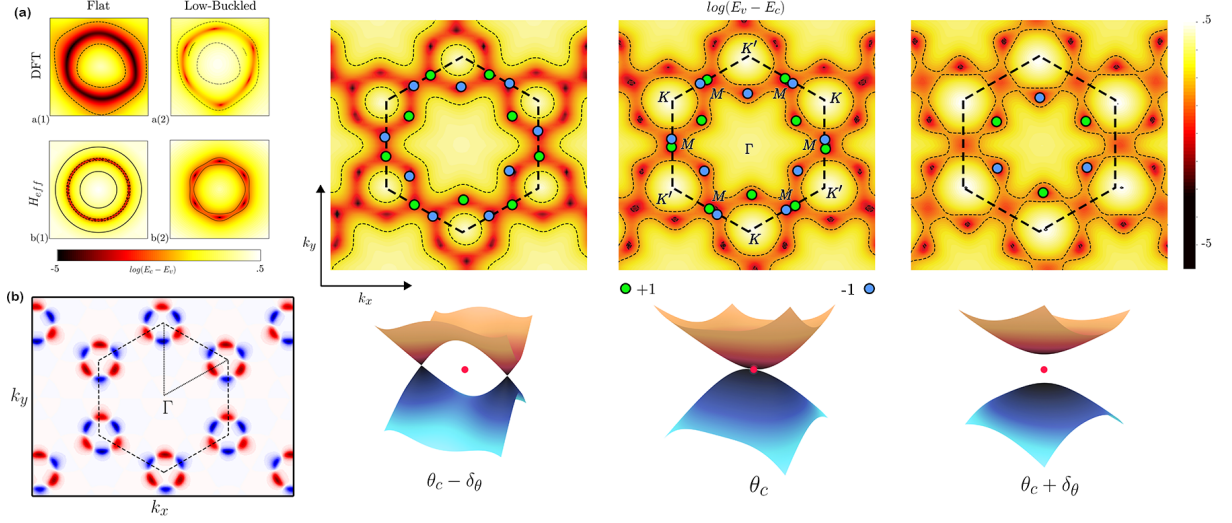 (a)
Flat
Low-Buckled
DFT
a(1)
a(2)
H_eff
b(1)
b(2)
-5
log(E_c − E_v)
.5
log(E_v − E_c)
k_y
k_x
K'
K
K
M
M
Γ
M
M
K'
K'
M
M
K
.5
-5
+1
-1
(b)
Γ
k_y
k_x
θ_c − δ_θ
θ_c
θ_c + δ_θ